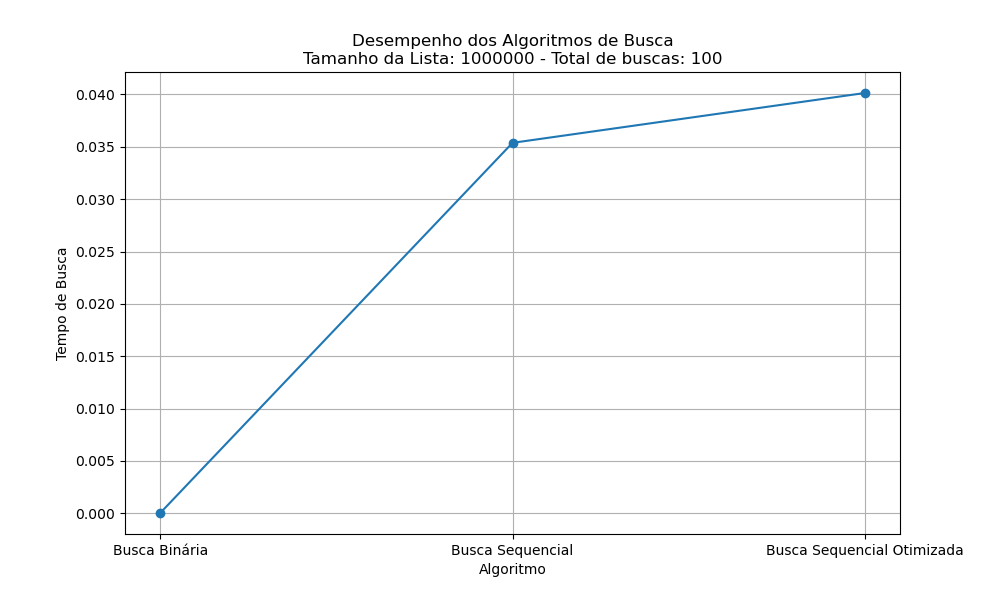 Desempenho dos Algoritmos de Busca
Tamanho da Lista: 1000000 - Total de buscas: 100
Tempo de Busca
0.040
0.035
0.030
0.025
0.020
0.015
0.010
0.005
0.000
Busca Binária
Busca Sequencial
Busca Sequencial Otimizada
Algoritmo